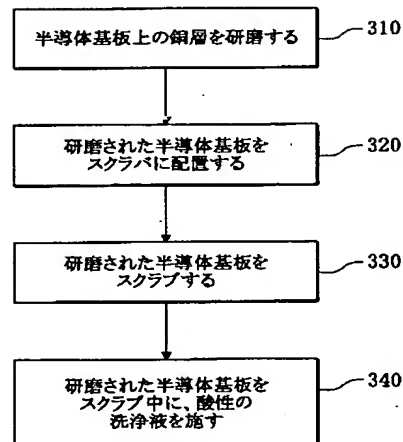 半導体基板上の銅層を研磨する
310
研磨された半導体基板を
スクラバに配置する
320
研磨された半導体基板を
スクラブする
330
研磨された半導体基板を
スクラブ中に、酸性の
洗浄液を施す
340